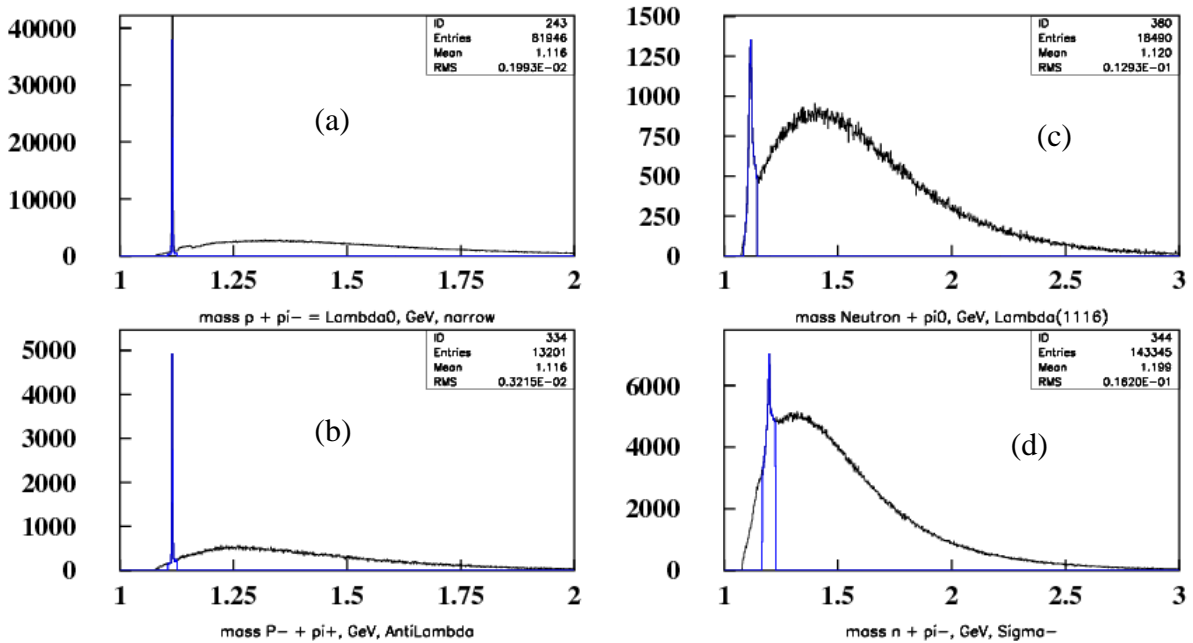 ID 243
Entries 81946
Mean 1.116
RMS 0.1993E-02
40000
30000
20000
10000
0
(a)
1 1.25 1.5 1.75 2
mass p + pi- = Lambda0, GeV, narrow
ID 380
Entries 18490
Mean 1.120
RMS 0.1293E-01
1500
1250
1000
750
500
250
0
(c)
1 1.5 2 2.5 3
mass Neutron + pi0, GeV, Lambda(1116)
ID 334
Entries 13201
Mean 1.116
RMS 0.3215E-02
5000
4000
3000
2000
1000
0
(b)
1 1.25 1.5 1.75 2
mass P- + pi+, GeV, AntiLambda
ID 344
Entries 143345
Mean 1.199
RMS 0.1620E-01
6000
4000
2000
0
(d)
1 1.5 2 2.5 3
mass n + pi-, GeV, Sigma-